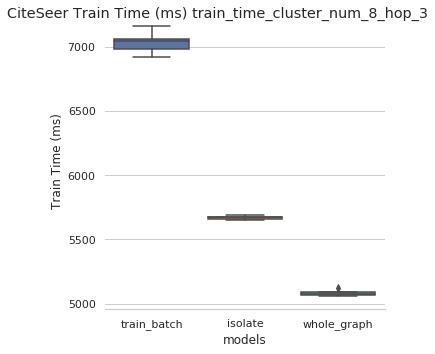 CiteSeer Train Time (ms) train_time_cluster_num_8_hop_3
7000
6500
6000
5500
5000
Train Time (ms)
train_batch
isolate
whole_graph
models